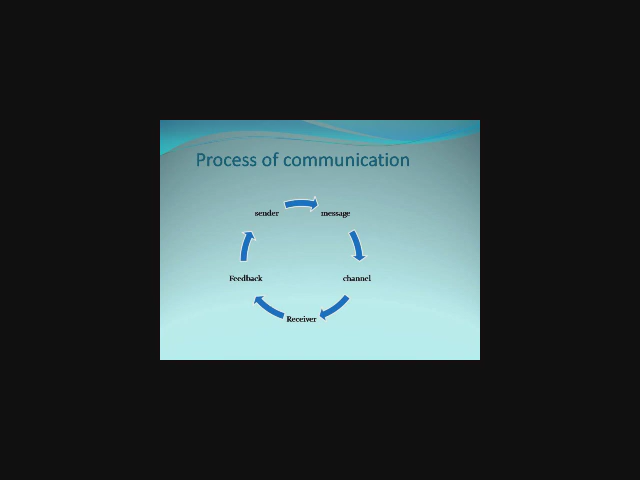 Process of communication
sender
message
channel
Receiver
Feedback